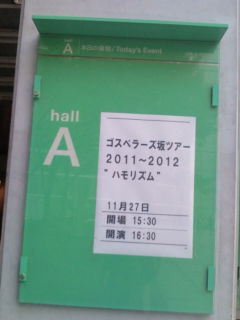 hall
A 本日の催物/Today's Event
hall
A
ゴスペラーズ坂ツアー
2011〜2012
"ハモリズム"
11月27日
開場 15:30
開演 16:30